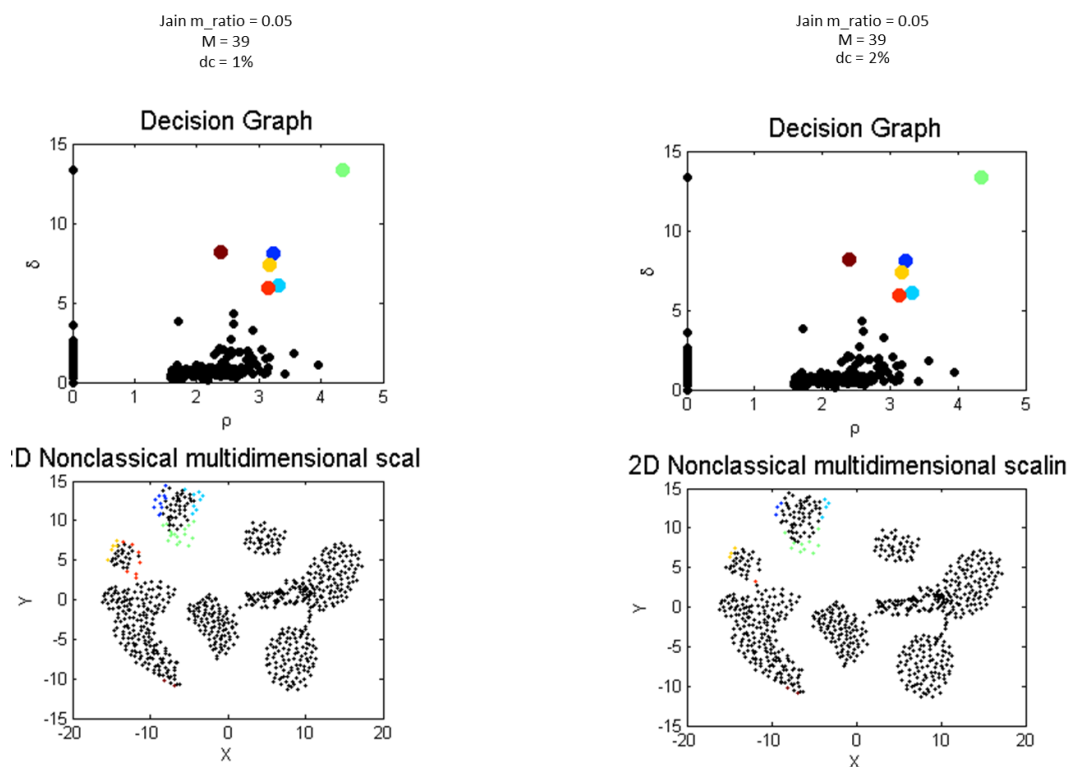 Jain m_ratio = 0.05
M = 39
dc = 1%
Decision Graph
15
10
5
0
δ
0 1 2 3 4 5
ρ
:D Nonclassical multidimensional scal
15
10
5
0
-5
-10
-15
Y
-20 -10 0 10 20
X
Jain m_ratio = 0.05
M = 39
dc = 2%
Decision Graph
15
10
5
0
δ
0 1 2 3 4 5
ρ
2D Nonclassical multidimensional scalin
15
10
5
0
-5
-10
-15
Y
-20 -10 0 10 20
X